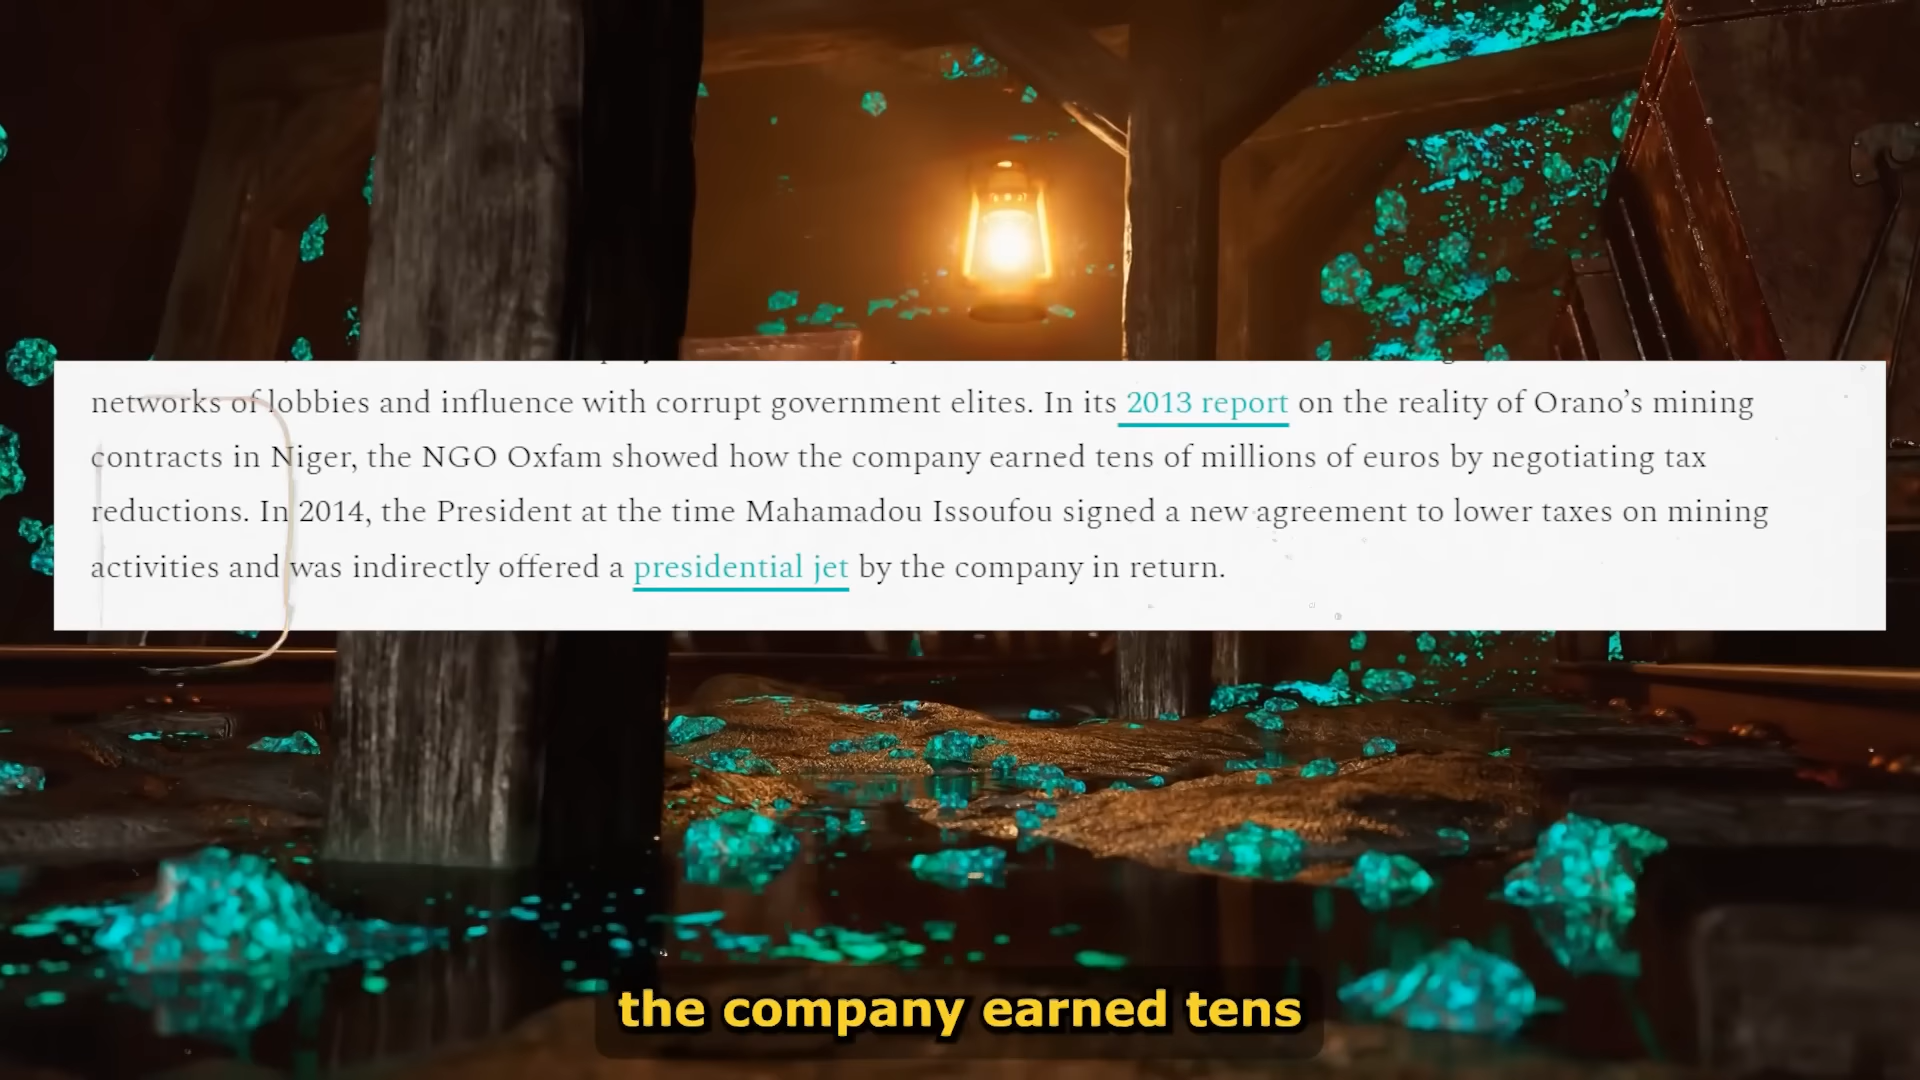 networks of lobbies and influence with corrupt government elites. In its 2013 report on the reality of Orano’s mining
contracts in Niger, the NGO Oxfam showed how the company earned tens of millions of euros by negotiating tax
reductions. In 2014, the President at the time Mahamadou Issoufou signed a new agreement to lower taxes on mining
activities and was indirectly offered a presidential jet by the company in return.
the company earned tens